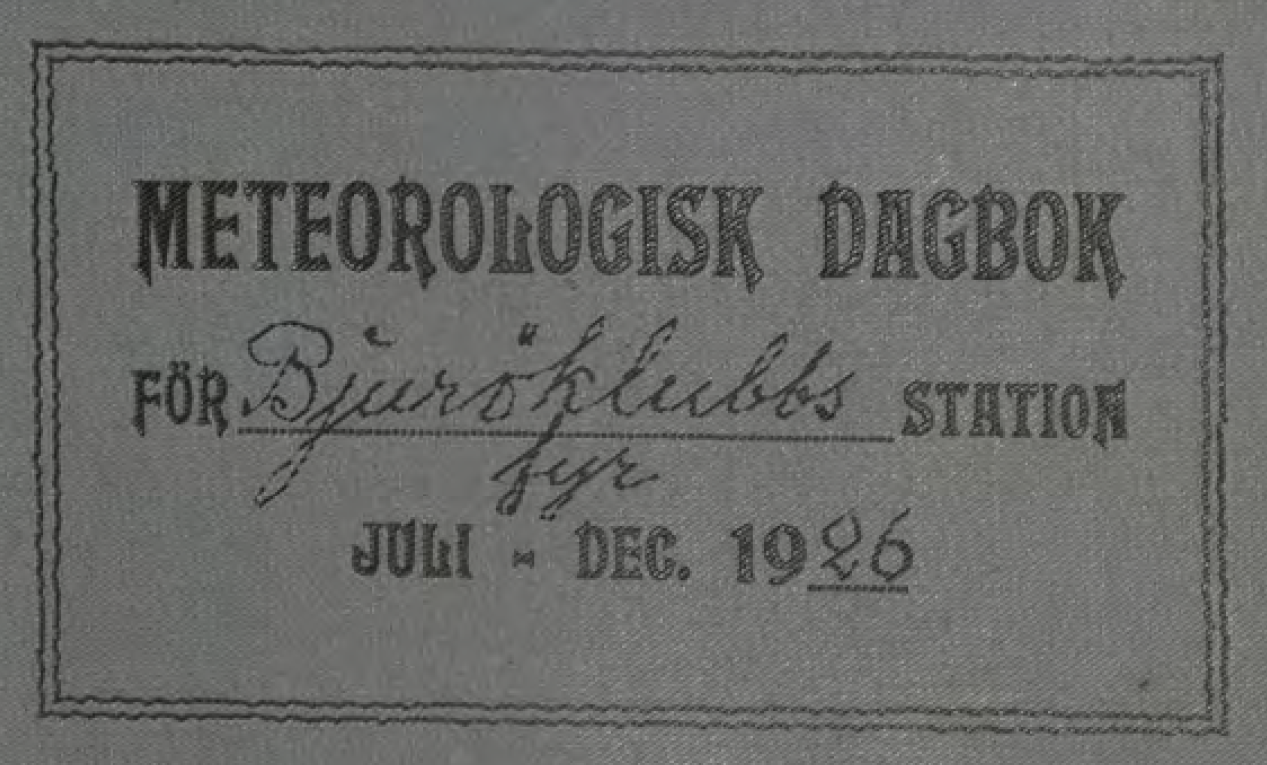 METEOROLOGISK DAGBOK
FÖR Bjuröklubbs STATION
fyr
JULI - DEC. 1926